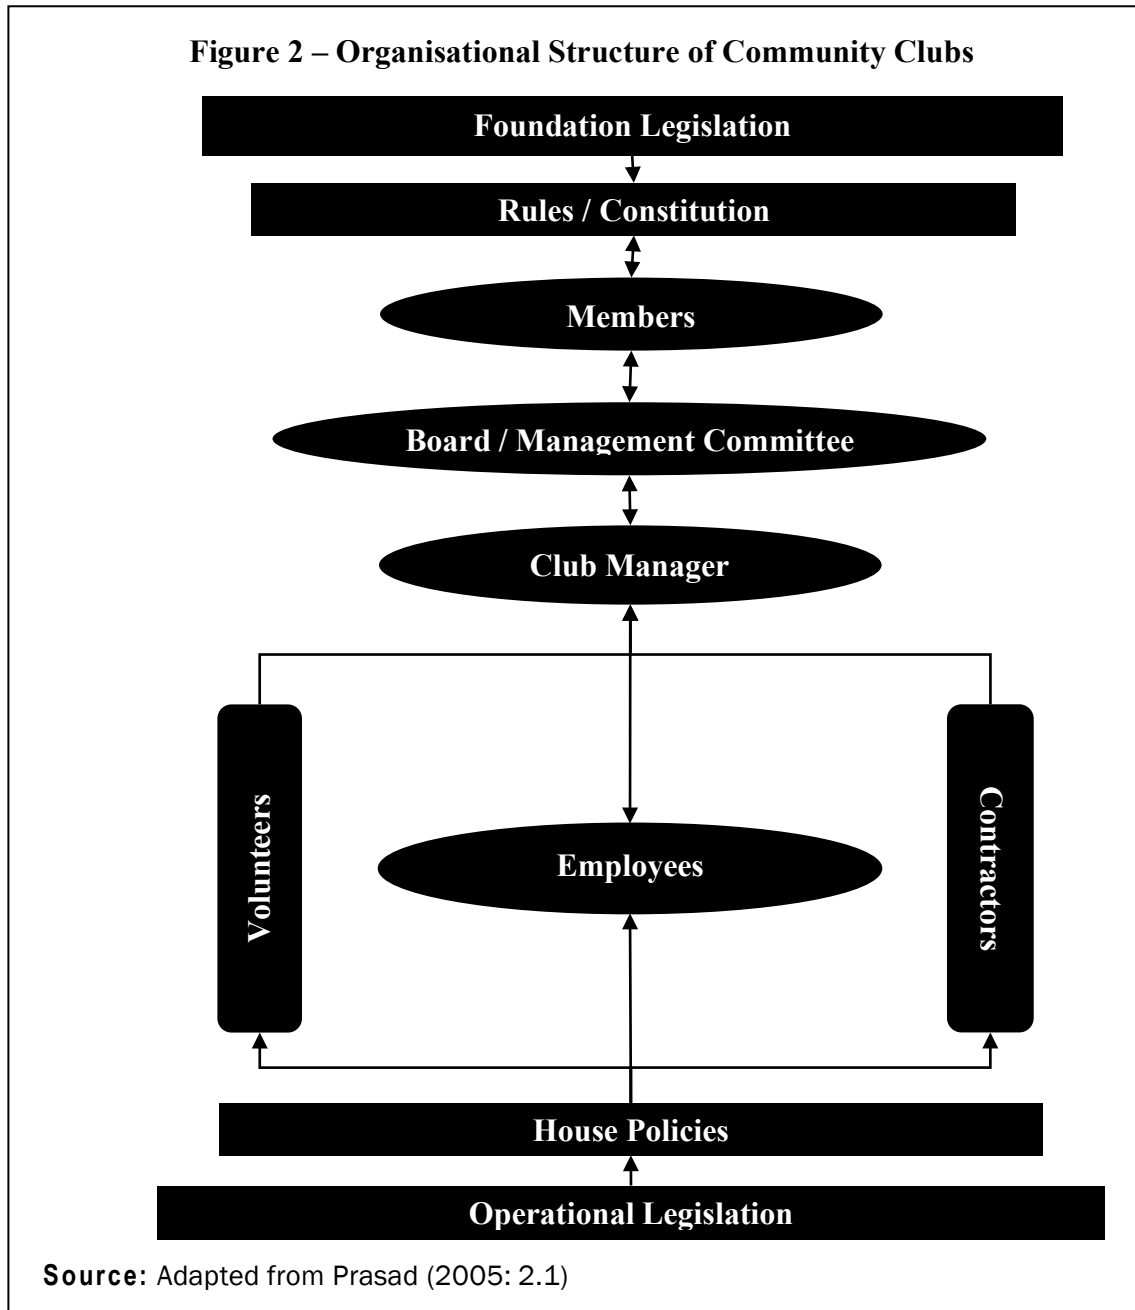 Figure 2 – Organisational Structure of Community Clubs
Foundation Legislation
Rules / Constitution
Members
Board / Management Committee
Club Manager
Volunteers
Contractors
Employees
House Policies
Operational Legislation
Source: Adapted from Prasad (2005: 2.1)